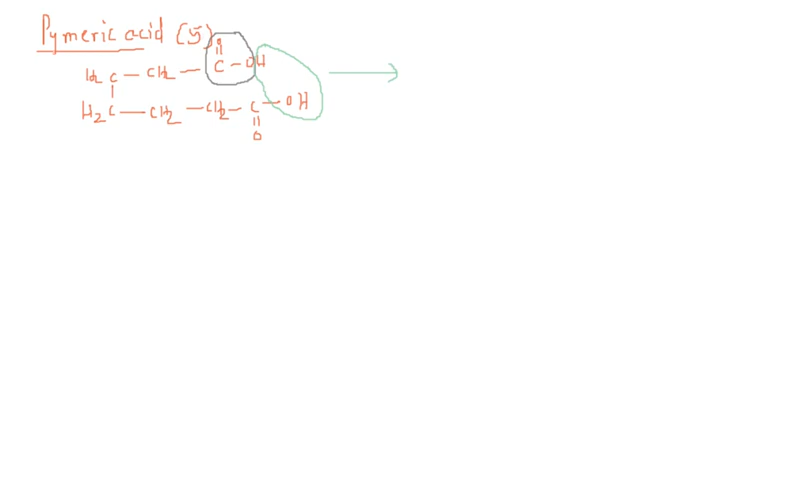 Pymeric acid (5)
O
||
H2 C — CH2 — C — OH
|
H2 C — CH2 — CH2 — C — OH
||
O